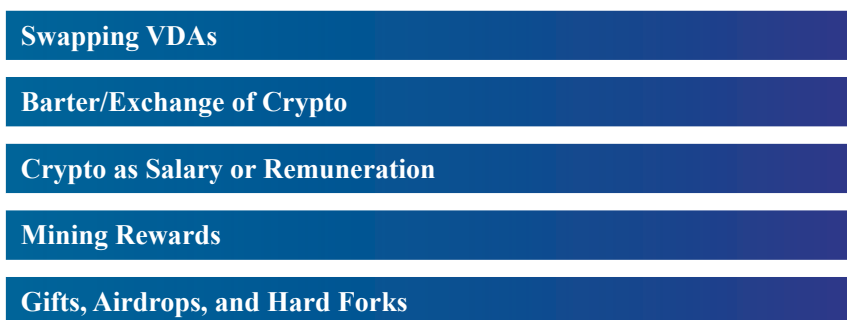 Swapping VDAs
Barter/Exchange of Crypto
Crypto as Salary or Remuneration
Mining Rewards
Gifts, Airdrops, and Hard Forks